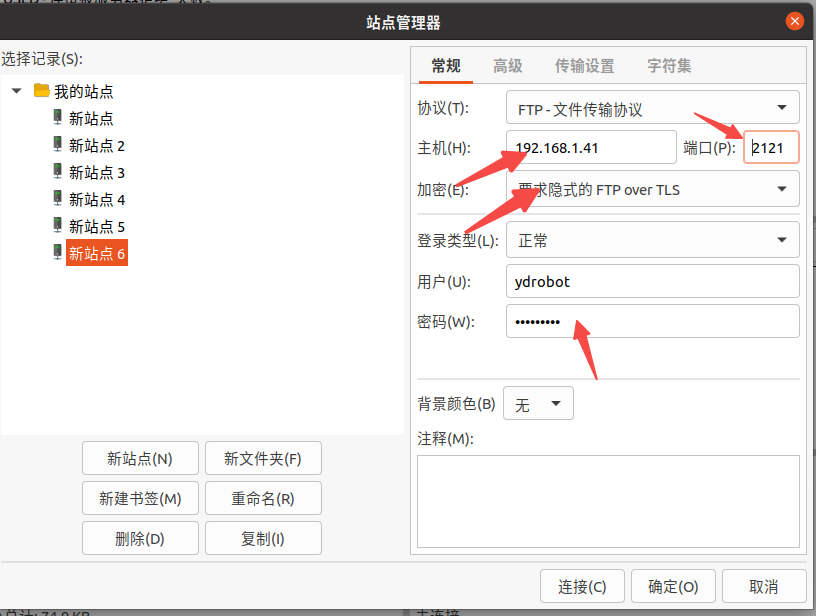 站点管理器
选择记录(S):
我的站点
新站点
新站点 2
新站点 3
新站点 4
新站点 5
新站点 6
新站点(N) 新文件夹(F)
新建书签(M) 重命名(R)
删除(D) 复制(I)
常规 高级 传输设置 字符集
协议(T): FTP - 文件传输协议
主机(H): 192.168.1.41 端口(P): 2121
加密(E): 要求隐式的 FTP over TLS
登录类型(L): 正常
用户(U): ydrobot
密码(W): •••••••••
背景颜色(B) 无
注释(M):
连接(C) 确定(O) 取消
总计: 74.0 KB